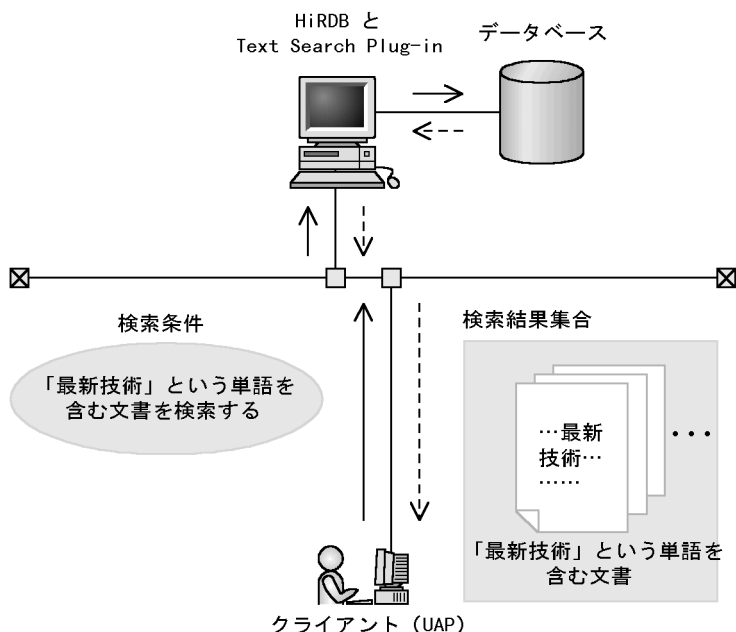 HiRDB と
Text Search Plug-in
データベース
検索条件
「最新技術」という単語を
含む文書を検索する
検索結果集合
…最新
技術…
……
・・・
「最新技術」という単語を
含む文書
クライアント（UAP）